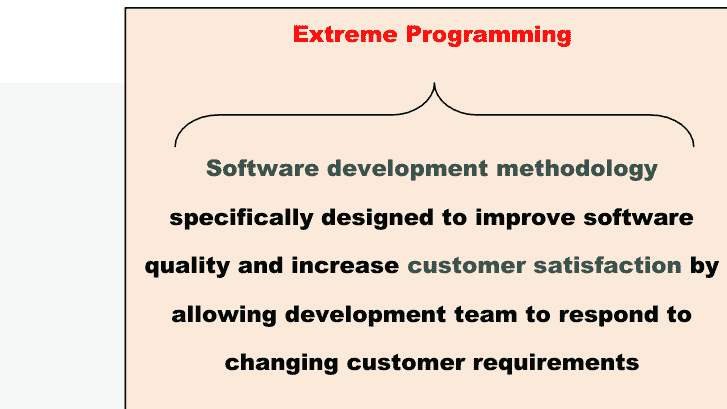 Extreme Programming
Software development methodology
specifically designed to improve software
quality and increase customer satisfaction by
allowing development team to respond to
changing customer requirements